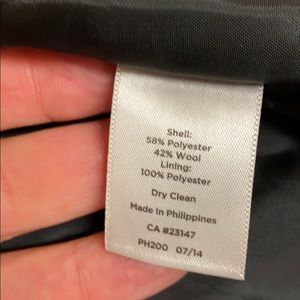 Shell:
58% Polyester
42% Wool
Lining:
100% Polyester
Dry Clean
Made in Philippines
CA #23147
PH200 07/14